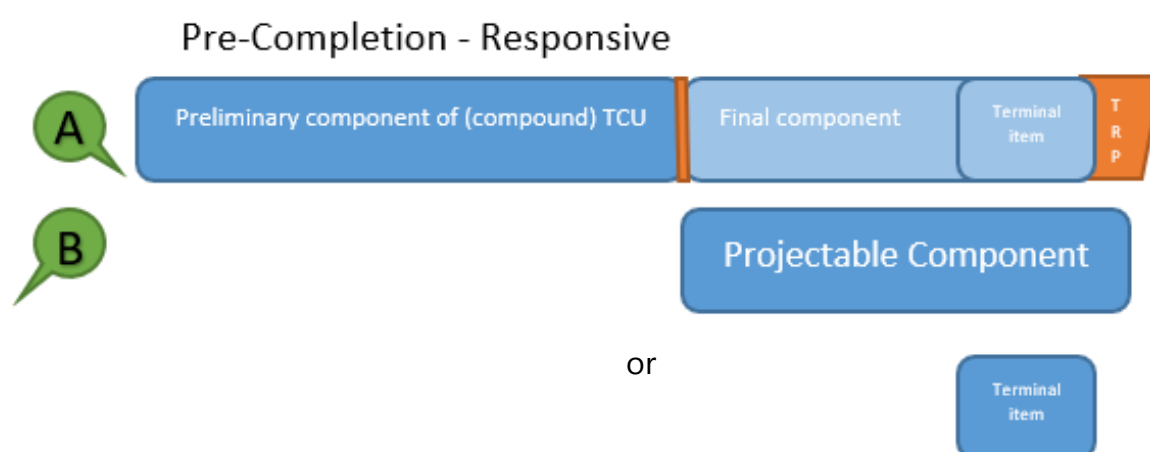 Pre-Completion - Responsive
A
Preliminary component of (compound) TCU
Final component
Terminal
item
T
R
P
B
Projectable Component
or
Terminal
item